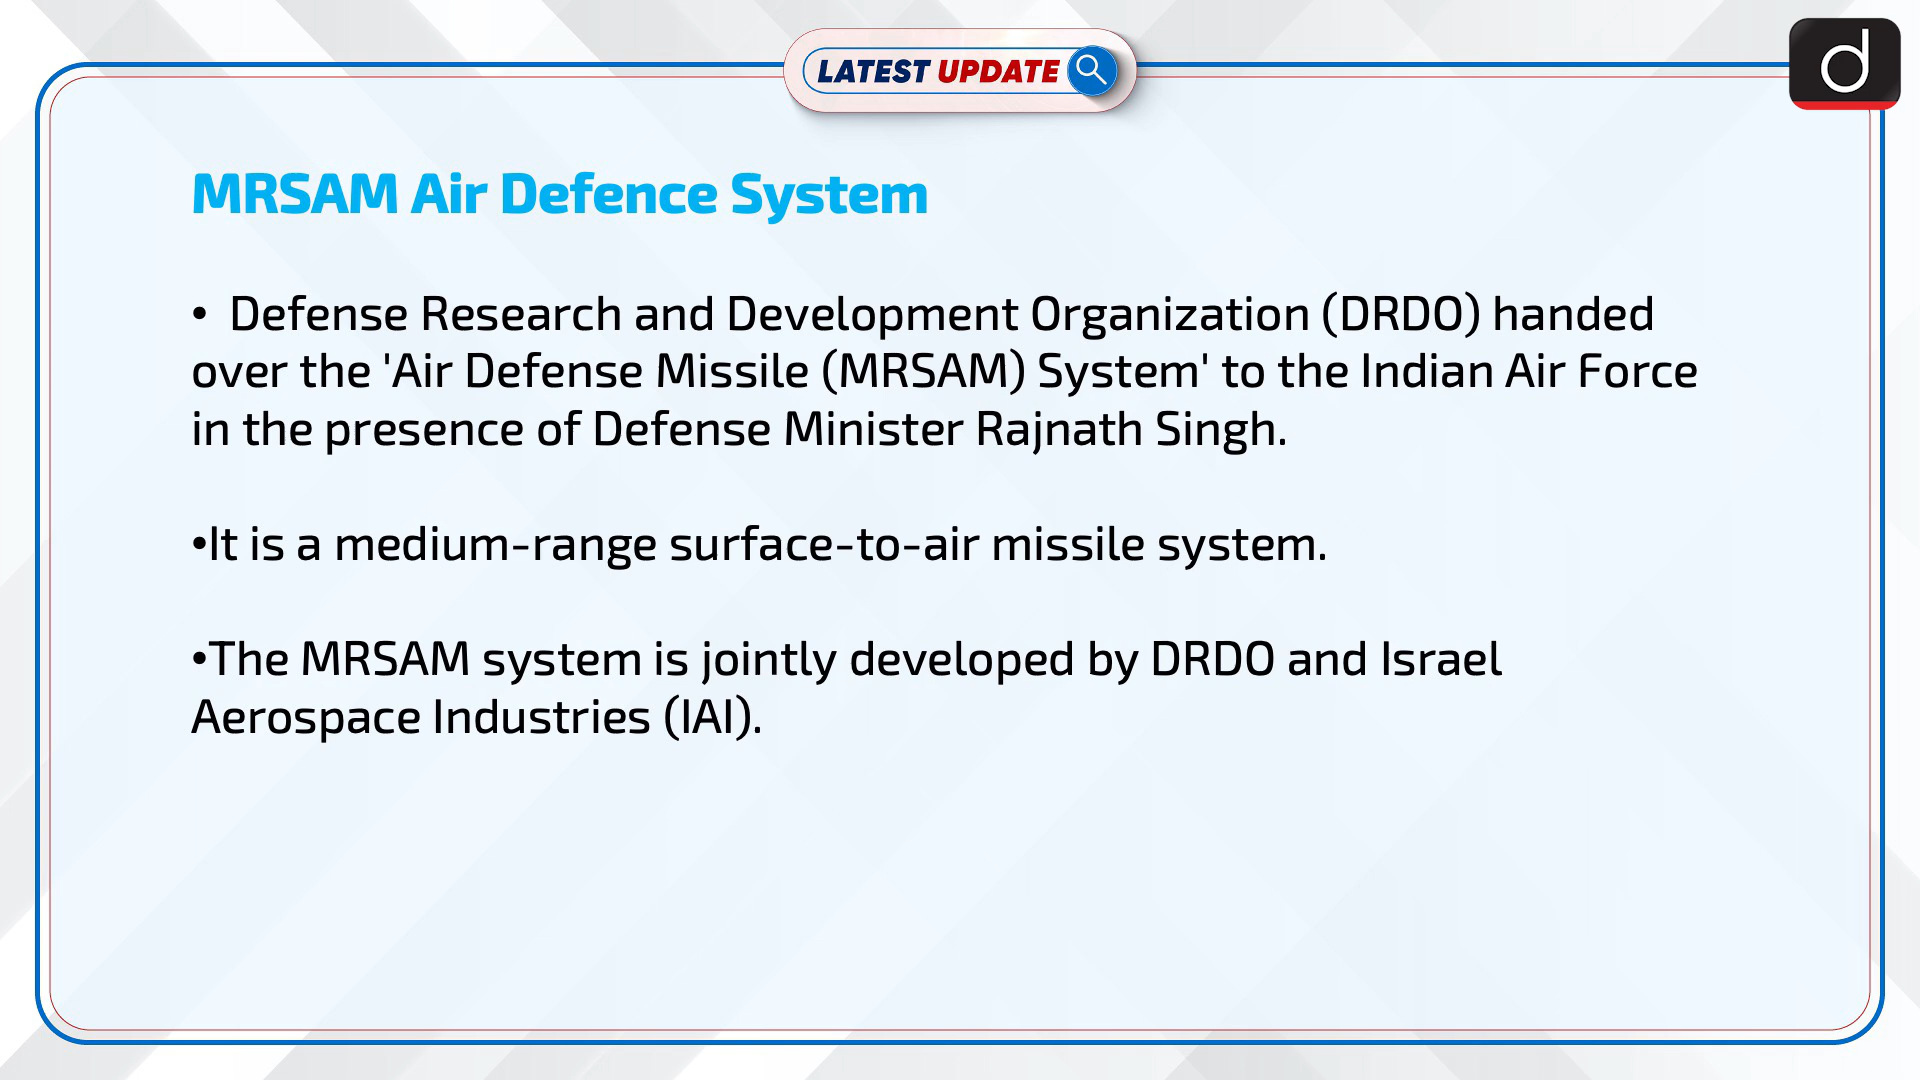 LATEST UPDATE
d
MRSAM Air Defence System
• Defense Research and Development Organization (DRDO) handed
over the 'Air Defense Missile (MRSAM) System' to the Indian Air Force
in the presence of Defense Minister Rajnath Singh.
•It is a medium-range surface-to-air missile system.
•The MRSAM system is jointly developed by DRDO and Israel
Aerospace Industries (IAI).